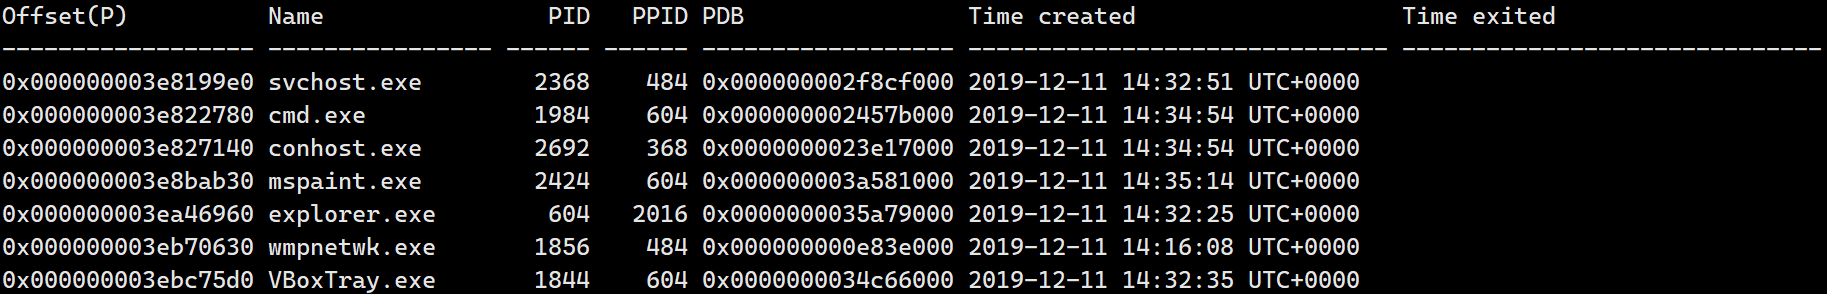 Offset(P)          Name                PID   PPID PDB                Time created                   Time exited
------------------ ---------------- ------ ------ ------------------ ------------------------------ ------------------------------
0x000000003e8199e0 svchost.exe        2368    484 0x000000002f8cf000 2019-12-11 14:32:51 UTC+0000
0x000000003e822780 cmd.exe            1984    604 0x000000002457b000 2019-12-11 14:34:54 UTC+0000
0x000000003e827140 conhost.exe        2692    368 0x0000000023e17000 2019-12-11 14:34:54 UTC+0000
0x000000003e8bab30 mspaint.exe        2424    604 0x000000003a581000 2019-12-11 14:35:14 UTC+0000
0x000000003ea46960 explorer.exe        604   2016 0x0000000035a79000 2019-12-11 14:32:25 UTC+0000
0x000000003eb70630 wmpnetwk.exe       1856    484 0x000000000e83e000 2019-12-11 14:16:08 UTC+0000
0x000000003ebc75d0 VBoxTray.exe       1844    604 0x0000000034c66000 2019-12-11 14:32:35 UTC+0000